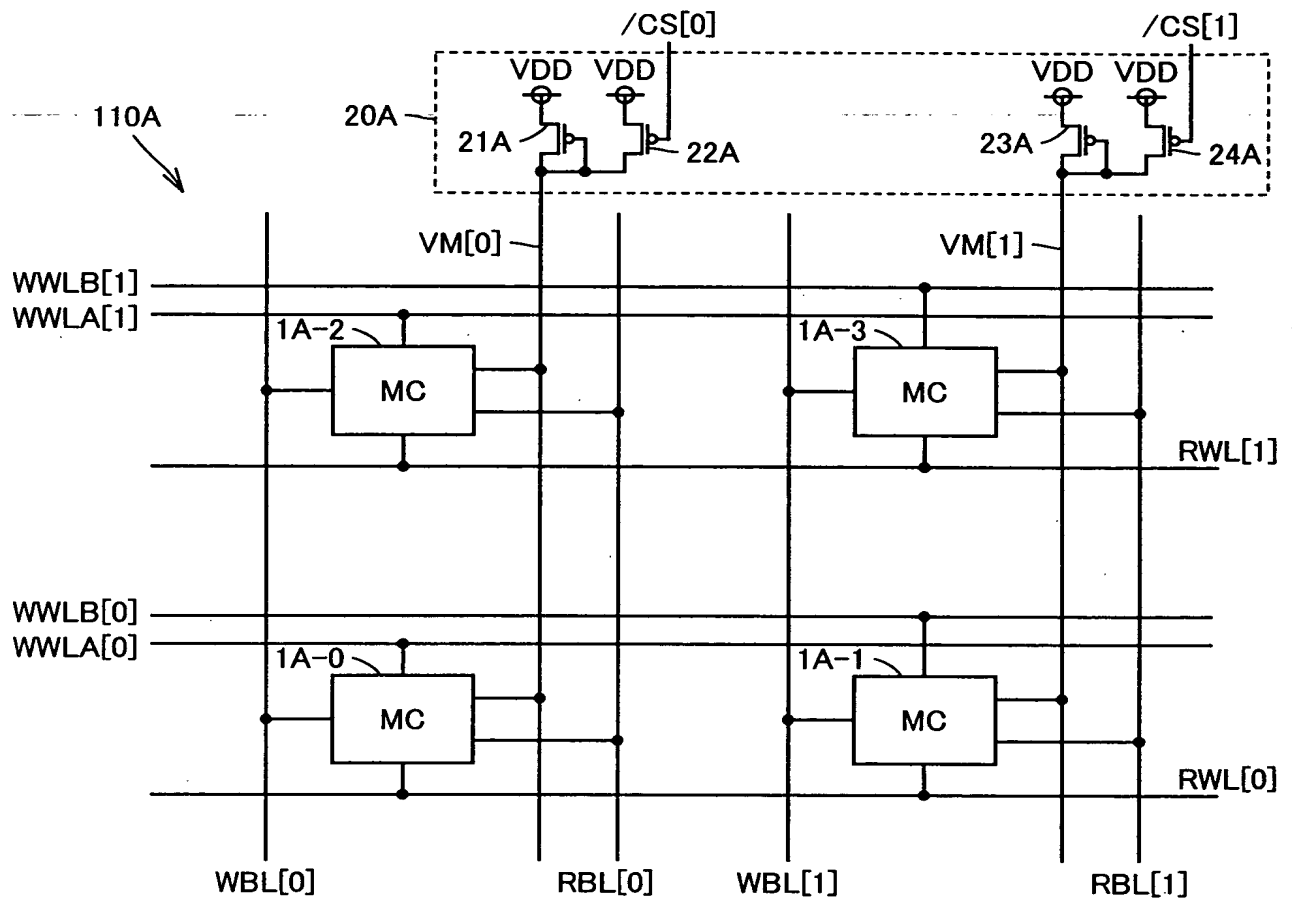 /CS[0] /CS[1]
VDD VDD VDD VDD
110A 20A 21A 22A 23A 24A
VM[0] VM[1]
WWLB[1]
WWLA[1]
1A-2 1A-3
MC MC
RWL[1]
WWLB[0]
WWLA[0]
1A-0 1A-1
MC MC
RWL[0]
WBL[0] RBL[0] WBL[1] RBL[1]